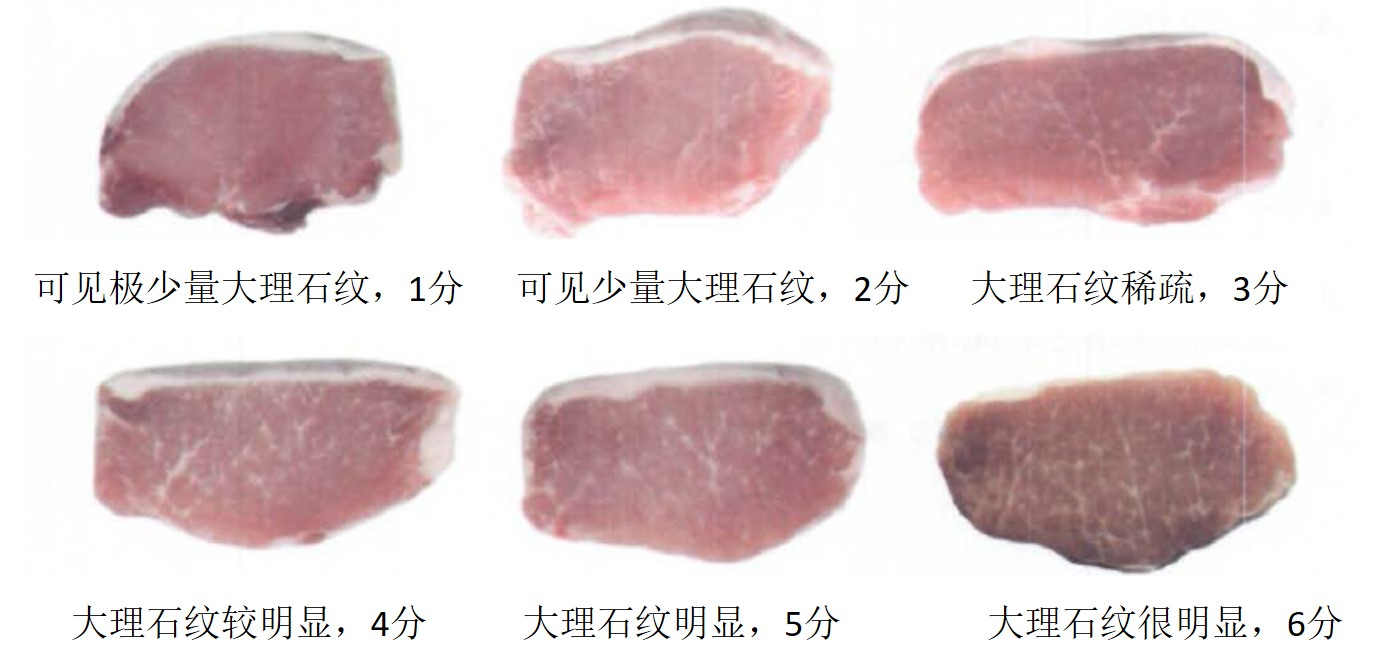 可见极少量大理石纹，1分
可见少量大理石纹，2分
大理石纹稀疏，3分
大理石纹较明显，4分
大理石纹明显，5分
大理石纹很明显，6分